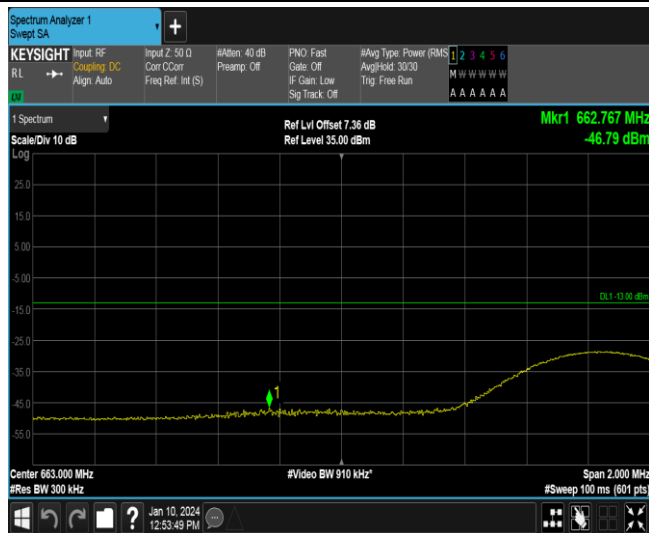 Spectrum Analyzer 1
Swept SA
KEYSIGHT Input: RF Input Z: 50 Ω #Atten: 40 dB PNO: Fast #Avg Type: Power (RMS 1 2 3 4 5 6
RL Coupling: DC Corr CCorr Preamp: Off Gate: Off Avg|Hold: 30/30 M W W W W W
Align: Auto Freq Ref: Int (S) IF Gain: Low Trig: Free Run
Sig Track: Off A A A A A A
1 Spectrum Ref Lvl Offset 7.36 dB Mkr1 662.767 MHz
Scale/Div 10 dB Ref Level 35.00 dBm -46.79 dBm
Log
25.0
15.0
5.00
-5.00
DL1 -13.00 dBm
-15.0
-25.0
-35.0
1
-45.0
-55.0
Center 663.000 MHz #Video BW 910 kHz* Span 2.000 MHz
#Res BW 300 kHz #Sweep 100 ms (601 pts)
? Jan 10, 2024
12:53:49 PM